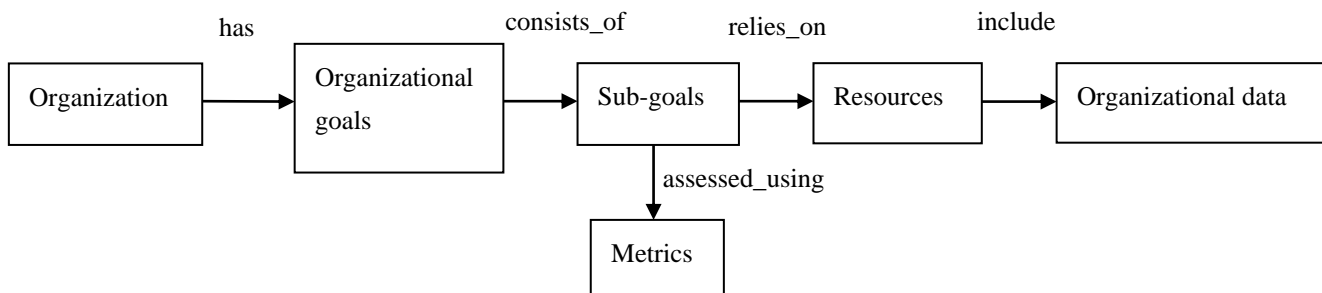 has
consists_of
relies_on
include
Organization
Organizational
goals
Sub-goals
Resources
Organizational data
assessed_using
Metrics